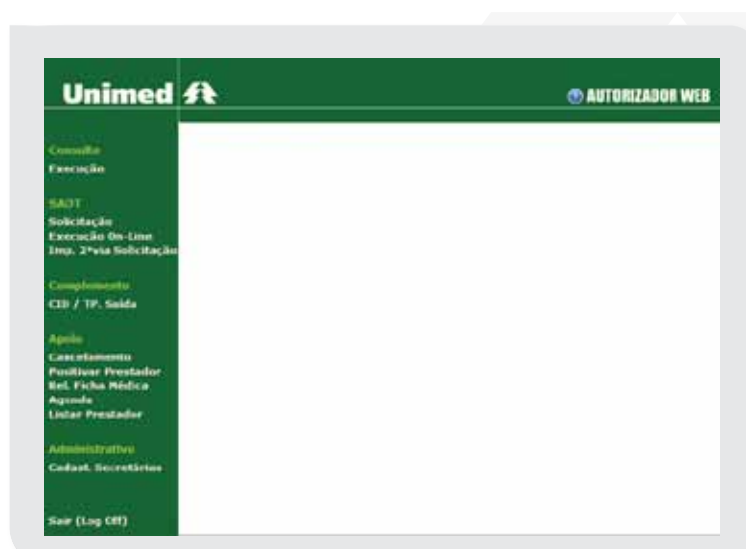 Unimed
AUTORIZADOR WEB
Consulta
Execução
SADT
Solicitação
Execução On-Line
Imp. 2ªvia Solicitação
Complemento
CID / TP. Saída
Apoio
Cancelamento
Positivar Prestador
Rel. Ficha Médica
Agenda
Listar Prestador
Administrativo
Cadast. Secretárias
Sair (Log Off)